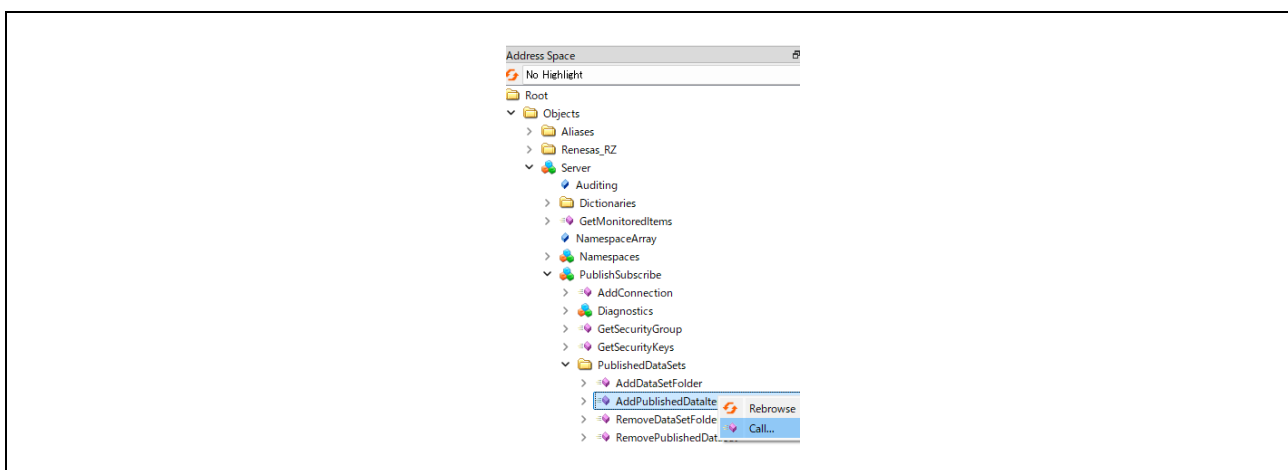 Address Space
No Highlight
Root
Objects
Aliases
Renesas_RZ
Server
Auditing
Dictionaries
GetMonitoredItems
NamespaceArray
Namespaces
PublishSubscribe
AddConnection
Diagnostics
GetSecurityGroup
GetSecurityKeys
PublishedDataSets
AddDataSetFolder
AddPublishedDataIte
Rebrowse
RemoveDataSetFolde
Call...
RemovePublishedDat